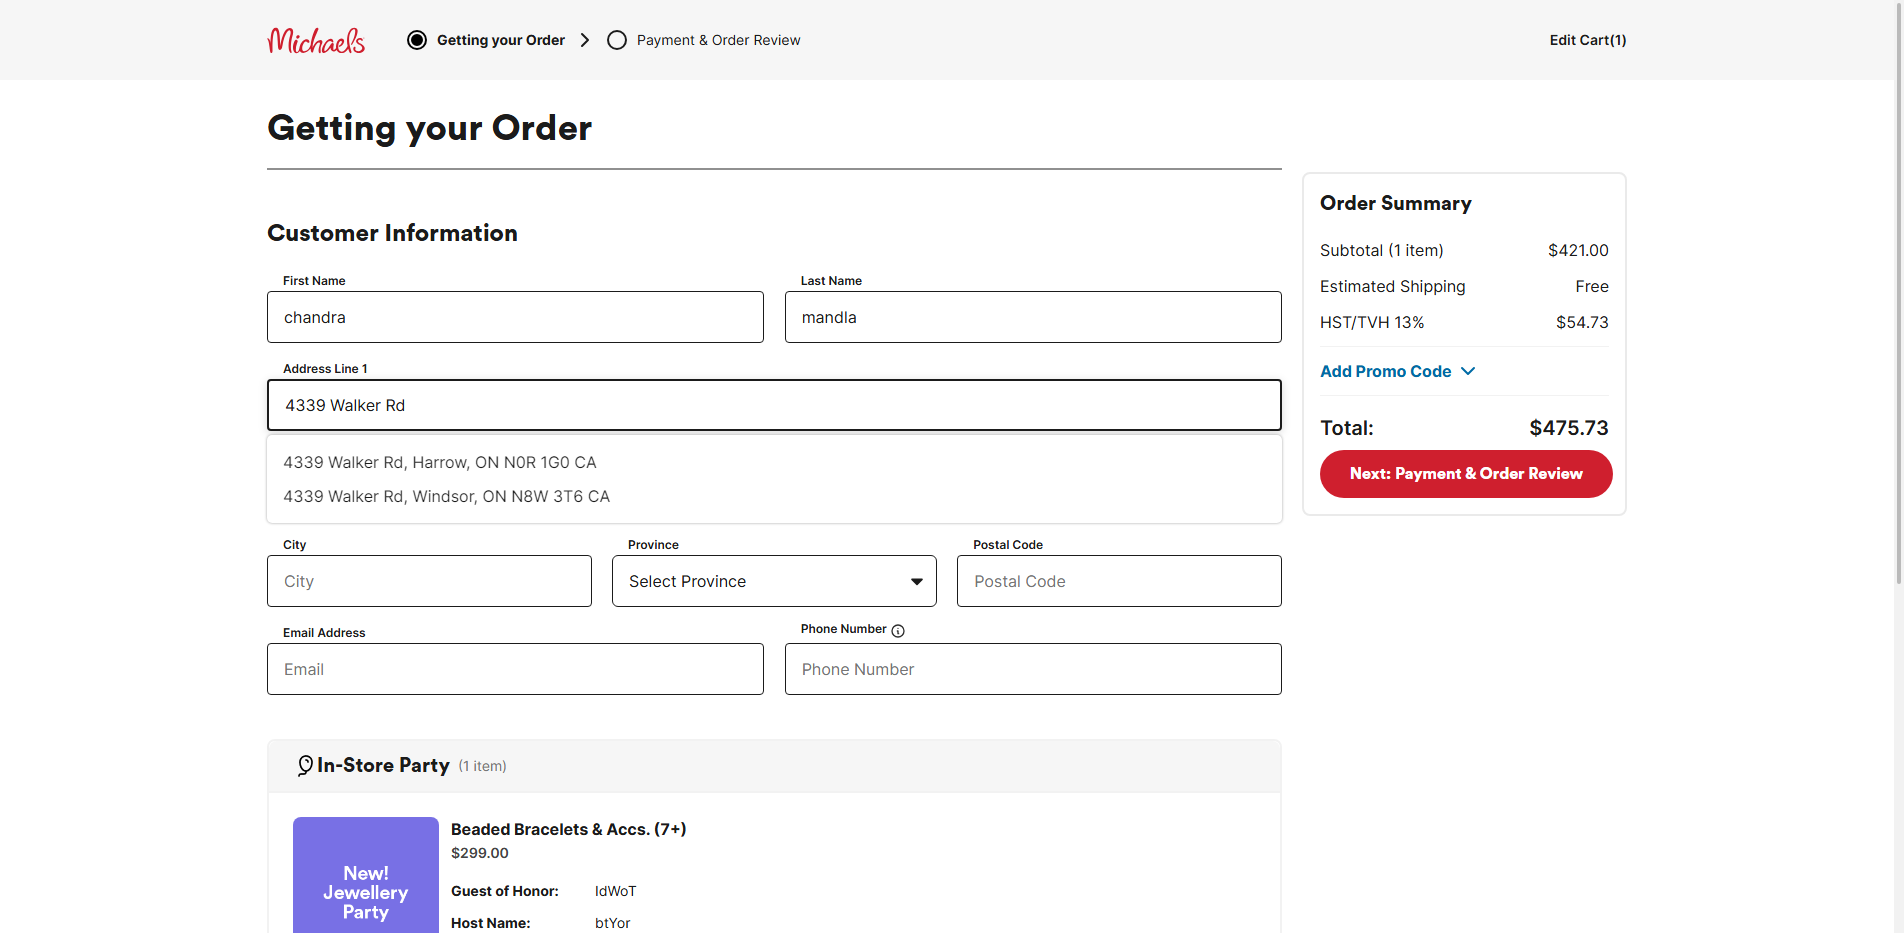 Michaels
Getting your Order
Payment & Order Review
Edit Cart(1)
Getting your Order
Customer Information
First Name
Last Name
chandra
mandla
Address Line 1
4339 Walker Rd
4339 Walker Rd, Harrow, ON N0R 1G0 CA
4339 Walker Rd, Windsor, ON N8W 3T6 CA
City
Province
Postal Code
City
Select Province
Postal Code
Email Address
Phone Number
Email
Phone Number
In-Store Party (1 item)
New!
Jewellery
Party
Beaded Bracelets & Accs. (7+)
$299.00
Guest of Honor: IdWoT
Host Name: btYor
Order Summary
Subtotal (1 item) $421.00
Estimated Shipping Free
HST/TVH 13% $54.73
Add Promo Code
Total: $475.73
Next: Payment & Order Review